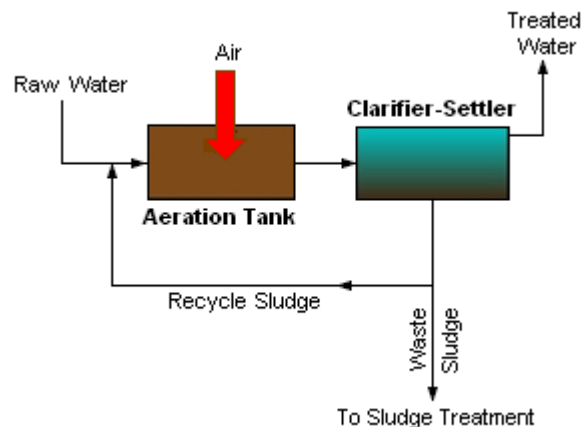 Treated
Water
Air
Raw Water
Clarifier-Settler
Aeration Tank
Recycle Sludge
Waste
Sludge
To Sludge Treatment